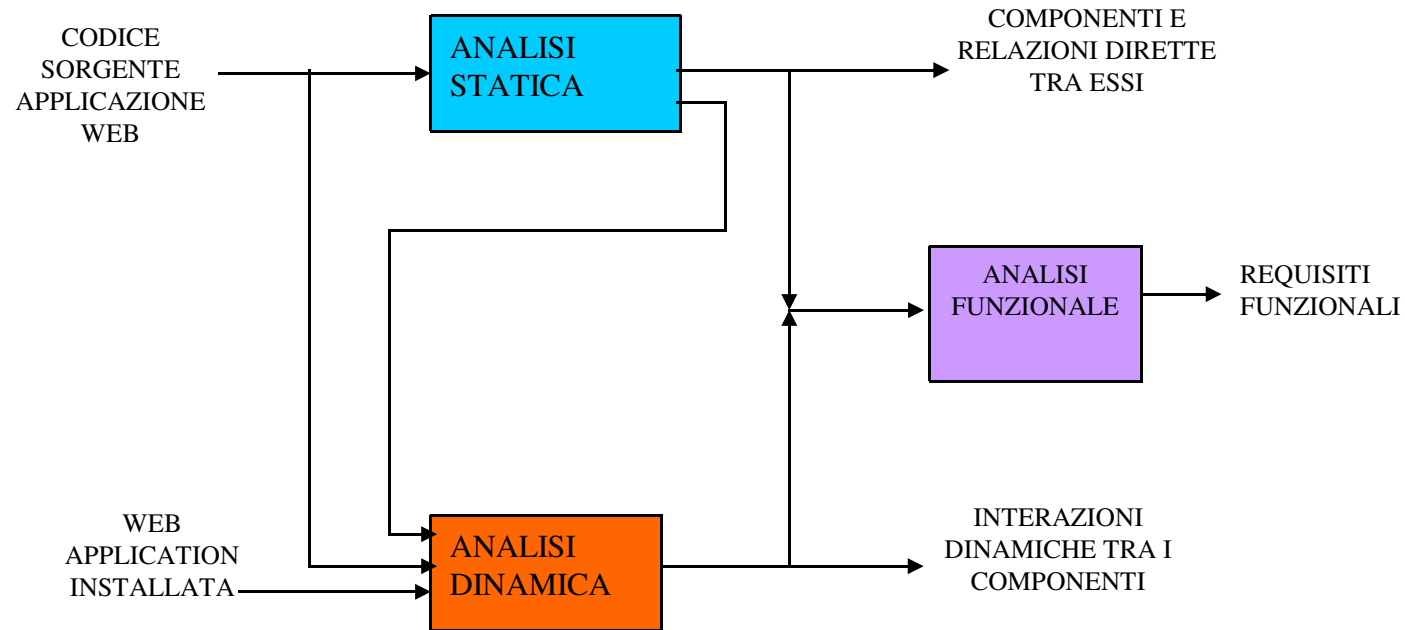 CODICE
SORGENTE
APPLICAZIONE
WEB
ANALISI
STATICA
COMPONENTI E
RELAZIONI DIRETTE
TRA ESSI
ANALISI
FUNZIONALE
REQUISITI
FUNZIONALI
WEB
APPLICATION
INSTALLATA
ANALISI
DINAMICA
INTERAZIONI
DINAMICHE TRA I
COMPONENTI